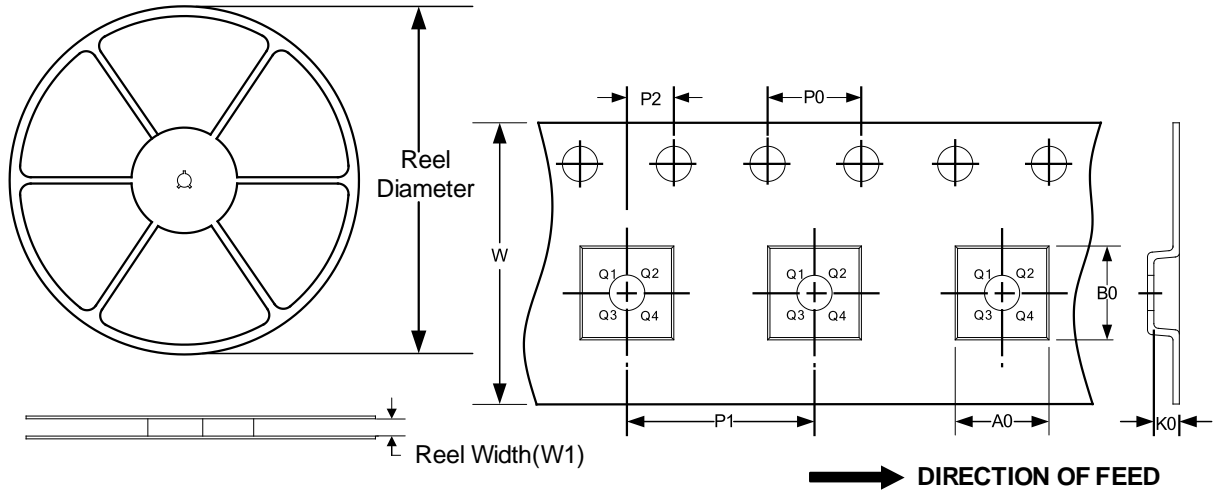 P2
P0
Reel
Diameter
W
Q1 Q2
Q3 Q4
Q1 Q2
Q3 Q4
Q1 Q2
Q3 Q4
B0
P1
A0
K0
Reel Width(W1)
DIRECTION OF FEED